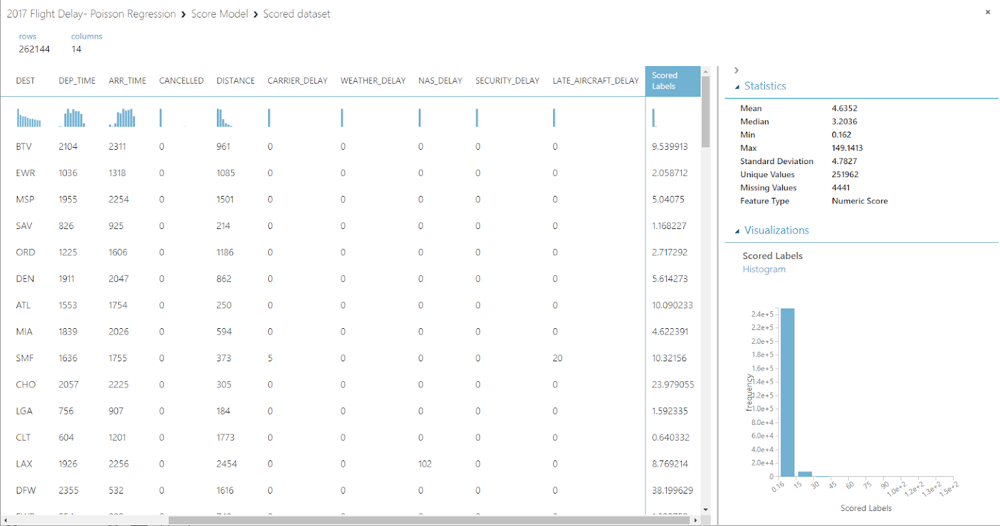 2017 Flight Delay- Poisson Regression › Score Model › Scored dataset
rows columns
262144 14
DEST DEP_TIME ARR_TIME CANCELLED DISTANCE CARRIER_DELAY WEATHER_DELAY NAS_DELAY SECURITY_DELAY LATE_AIRCRAFT_DELAY Scored Labels
BTV 2104 2311 0 961 0 0 0 0 0 9.539913
EWR 1036 1318 0 1085 0 0 0 0 0 2.058712
MSP 1955 2254 0 1501 0 0 0 0 0 5.04075
SAV 826 925 0 214 0 0 0 0 0 1.168227
ORD 1225 1606 0 1186 0 0 0 0 0 2.717292
DEN 1911 2047 0 862 0 0 0 0 0 5.614273
ATL 1553 1754 0 250 0 0 0 0 0 10.090233
MIA 1839 2026 0 594 0 0 0 0 0 4.622391
SMF 1636 1755 0 373 5 0 0 0 20 10.32156
CHO 2057 2225 0 305 0 0 0 0 0 23.979055
LGA 756 907 0 184 0 0 0 0 0 1.592335
CLT 604 1201 0 1773 0 0 0 0 0 0.640332
LAX 1926 2256 0 2454 0 0 102 0 0 8.769214
DFW 2355 532 0 1616 0 0 0 0 0 38.199629
Statistics
Mean 4.6352
Median 3.2036
Min 0.162
Max 149.1413
Standard Deviation 4.7827
Unique Values 251962
Missing Values 4441
Feature Type Numeric Score
Visualizations
Scored Labels
Histogram
frequency
2.4e+5
2.2e+5
2.0e+5
1.8e+5
1.6e+5
1.4e+5
1.2e+5
1.0e+5
8.0e+4
6.0e+4
4.0e+4
2.0e+4
0
0.16 15 30 45 60 75 90 1.0e+2 1.2e+2 1.3e+2 1.5e+2
Scored Labels